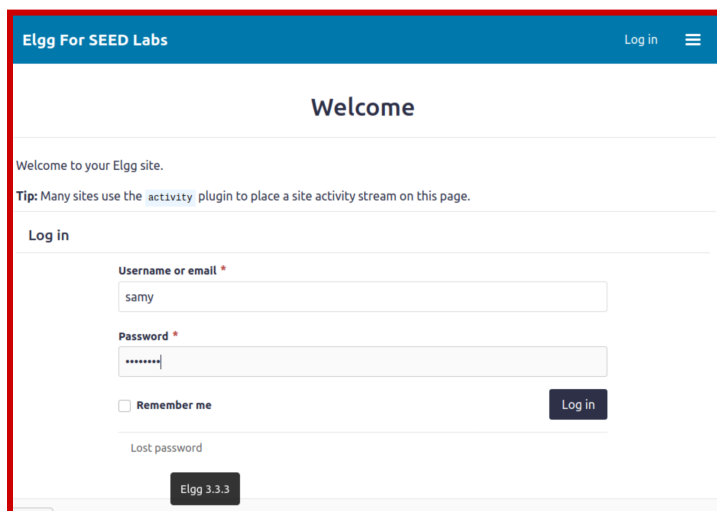 Elgg For SEED Labs Log in
Welcome
Welcome to your Elgg site.
Tip: Many sites use the activity plugin to place a site activity stream on this page.
Log in
Username or email *
samy
Password *
••••••••
Remember me Log in
Lost password
Elgg 3.3.3